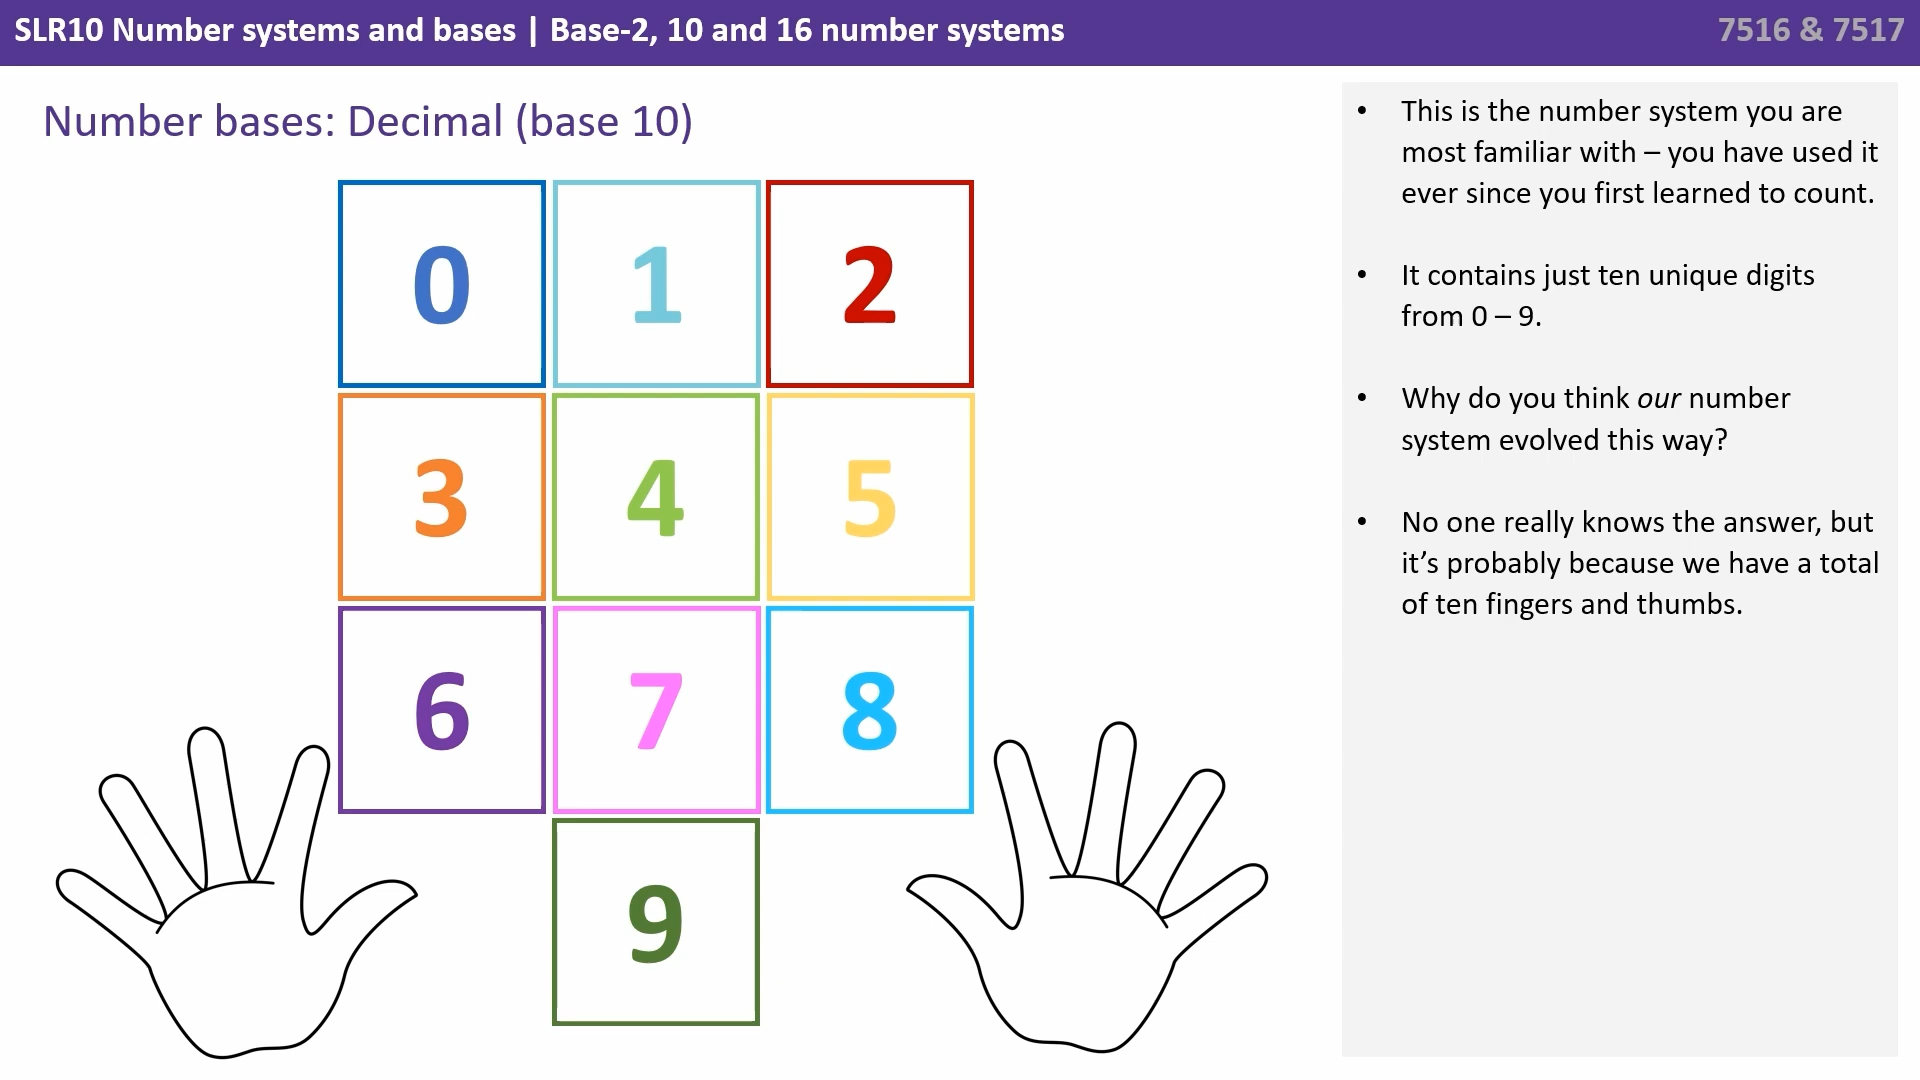 SLR10 Number systems and bases | Base-2, 10 and 16 number systems
7516 & 7517
Number bases: Decimal (base 10)
0 1 2
3 4 5
6 7 8
9
• This is the number system you are
most familiar with – you have used it
ever since you first learned to count.
• It contains just ten unique digits
from 0 – 9.
• Why do you think our number
system evolved this way?
• No one really knows the answer, but
it’s probably because we have a total
of ten fingers and thumbs.